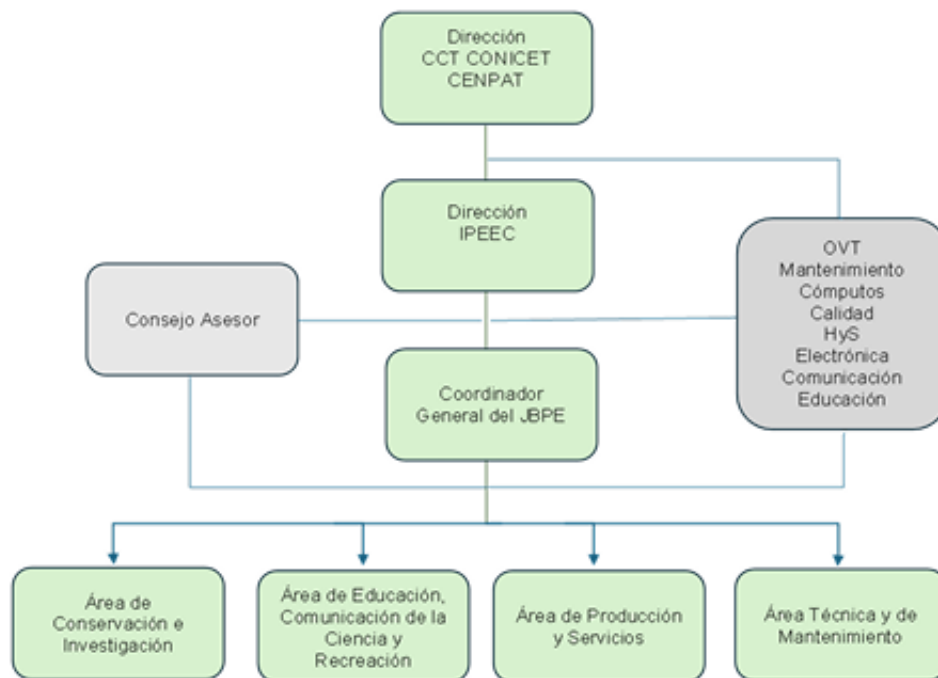 Dirección
CCT CONICET
CENPAT
Dirección
IPEEC
OVT
Mantenimiento
Cómputos
Calidad
HyS
Electrónica
Comunicación
Educación
Consejo Asesor
Coordinador
General del JBPE
Área de
Conservación e
Investigación
Área de Educación,
Comunicación de la
Ciencia y
Recreación
Área de Producción
y Servicios
Área Técnica y de
Mantenimiento